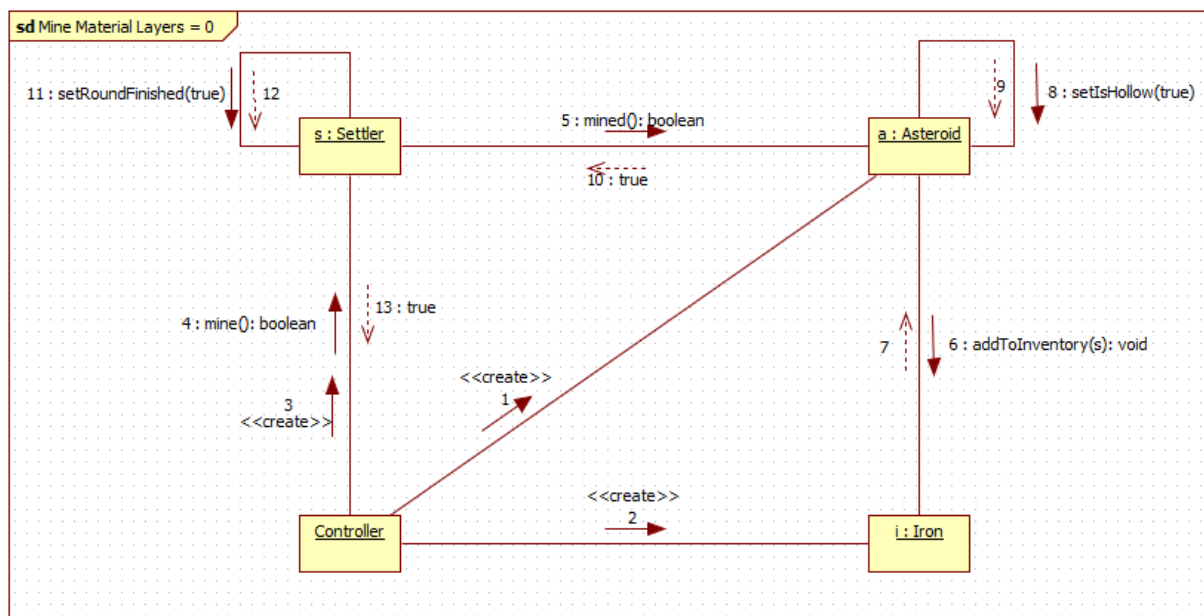 sd Mine Material Layers = 0
11 : setRoundFinished(true)
12
9
8 : setIsHollow(true)
s : Settler
5 : mined(): boolean
a : Asteroid
10 : true
13 : true
4 : mine(): boolean
7
6 : addToInventory(s): void
<<create>>
1
3
<<create>>
<<create>>
2
Controller
i : Iron